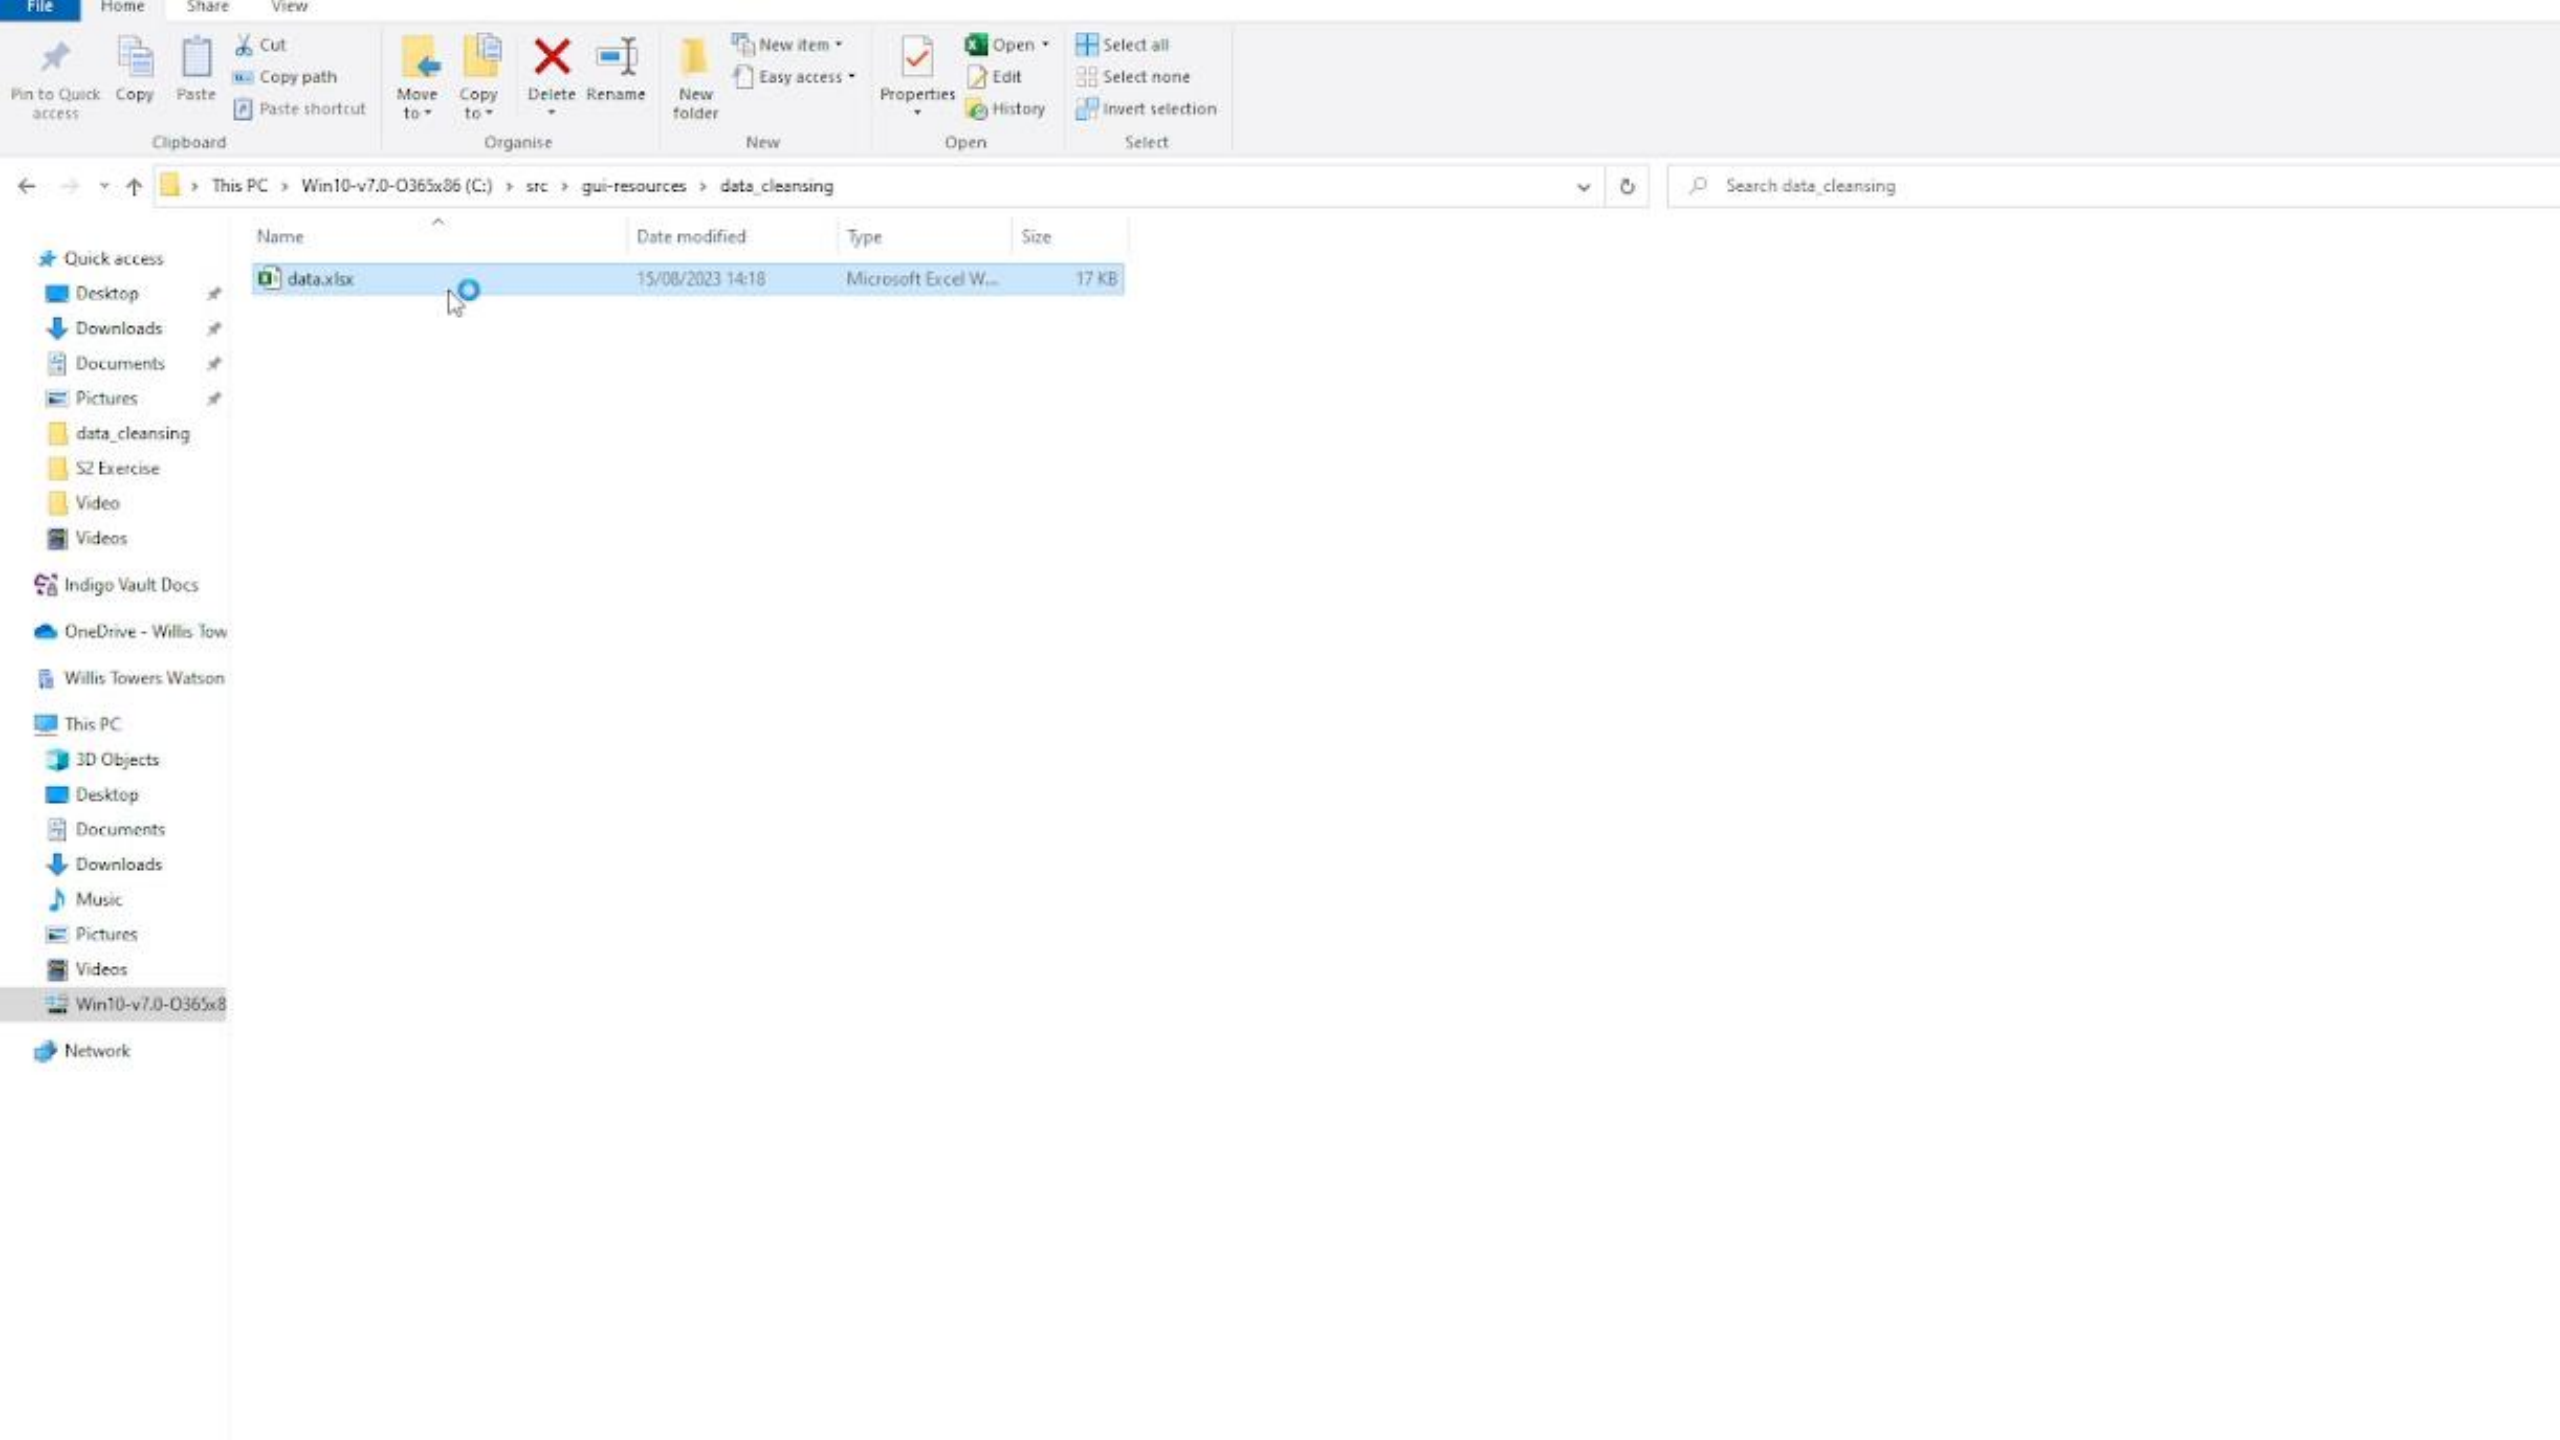 File Home Share View
Cut
New item
Open
Select all
Copy path
Easy access
Edit
Select none
Pin to Quick access
Copy
Paste
Paste shortcut
Move to
Copy to
Delete
Rename
New folder
Properties
History
Invert selection
Clipboard
Organise
New
Open
Select
This PC > Win10-v7.0-O365x86 (C:) > src > gui-resources > data_cleansing
Search data_cleansing
Name
Date modified
Type
Size
data.xlsx
15/08/2023 14:18
Microsoft Excel W...
17 KB
Quick access
Desktop
Downloads
Documents
Pictures
data_cleansing
S2 Exercise
Video
Videos
Indigo Vault Docs
OneDrive - Willis Tow
Willis Towers Watson
This PC
3D Objects
Desktop
Documents
Downloads
Music
Pictures
Videos
Win10-v7.0-O365x8
Network